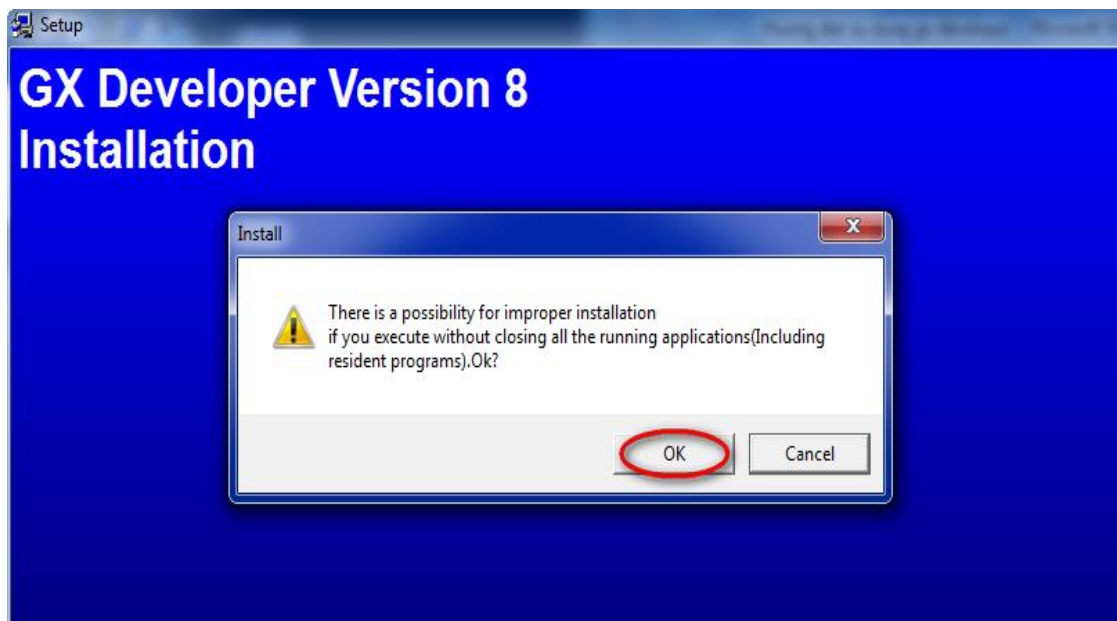 Setup
GX Developer Version 8
Installation
Install
There is a possibility for improper installation
if you execute without closing all the running applications(Including
resident programs).Ok?
OK
Cancel